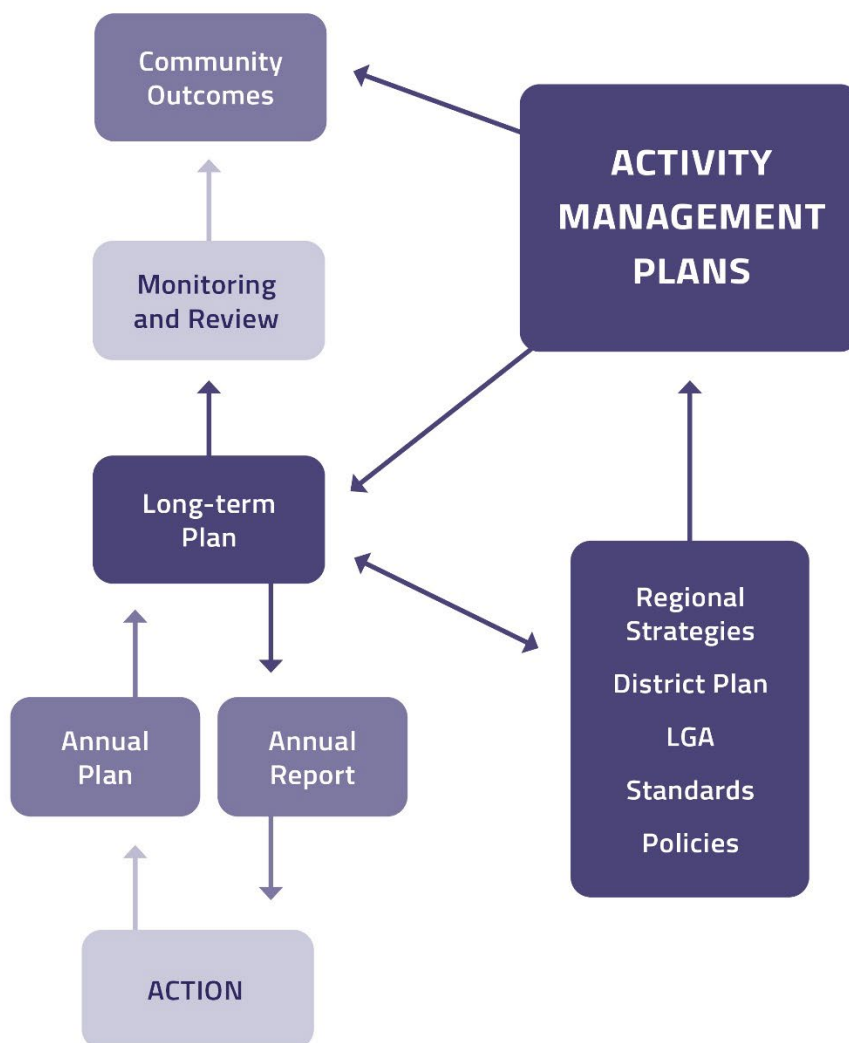 Community
Outcomes
ACTIVITY
MANAGEMENT
PLANS
Monitoring
and Review
Long-term
Plan
Regional
Strategies
District Plan
LGA
Standards
Policies
Annual
Plan
Annual
Report
ACTION